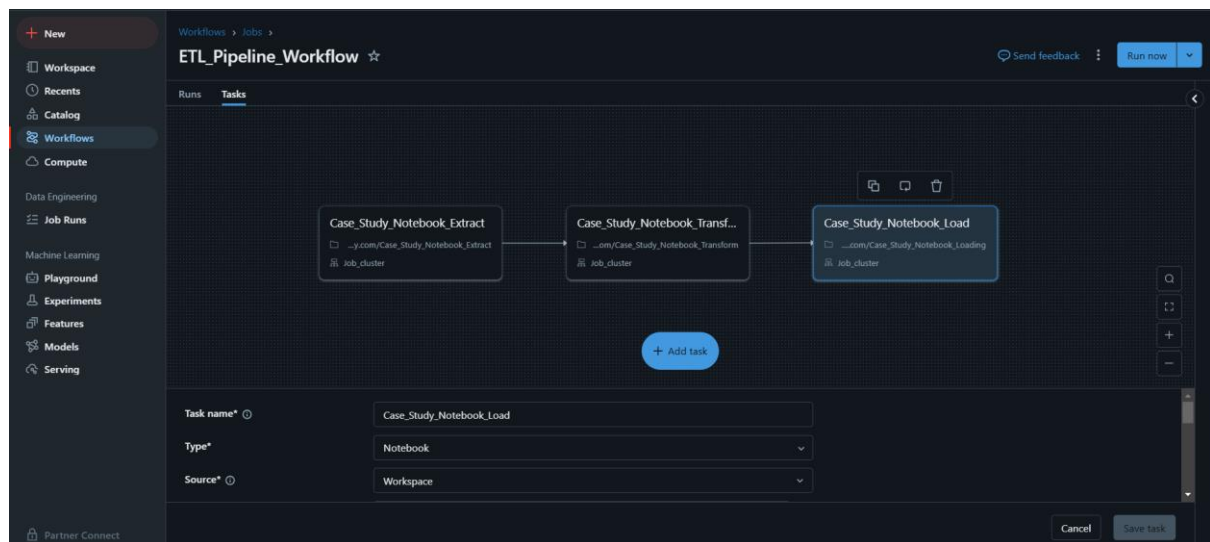 New
Workspace
Recents
Catalog
Workflows
Compute
Data Engineering
Job Runs
Machine Learning
Playground
Experiments
Features
Models
Serving
Partner Connect
Workflows › Jobs ›
ETL_Pipeline_Workflow
Send feedback
Run now
Runs Tasks
Case_Study_Notebook_Extract
...y.com/Case_Study_Notebook_Extract
Job_cluster
Case_Study_Notebook_Transf...
...om/Case_Study_Notebook_Transform
Job_cluster
Case_Study_Notebook_Load
....com/Case_Study_Notebook_Loading
Job_cluster
+ Add task
Task name* Case_Study_Notebook_Load
Type* Notebook
Source* Workspace
Cancel Save task